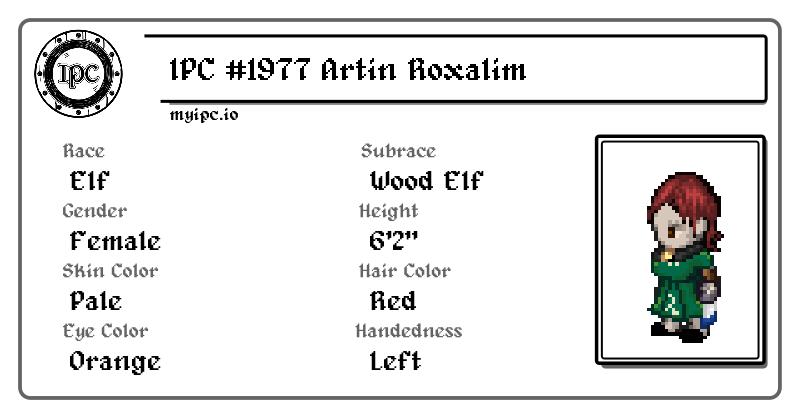 IPC
IPC #1977 Artin Roxalim
myipc.io
Race
Subrace
Elf
Wood Elf
Gender
Height
Female
6'2"
Skin Color
Hair Color
Pale
Red
Eye Color
Handedness
Orange
Left